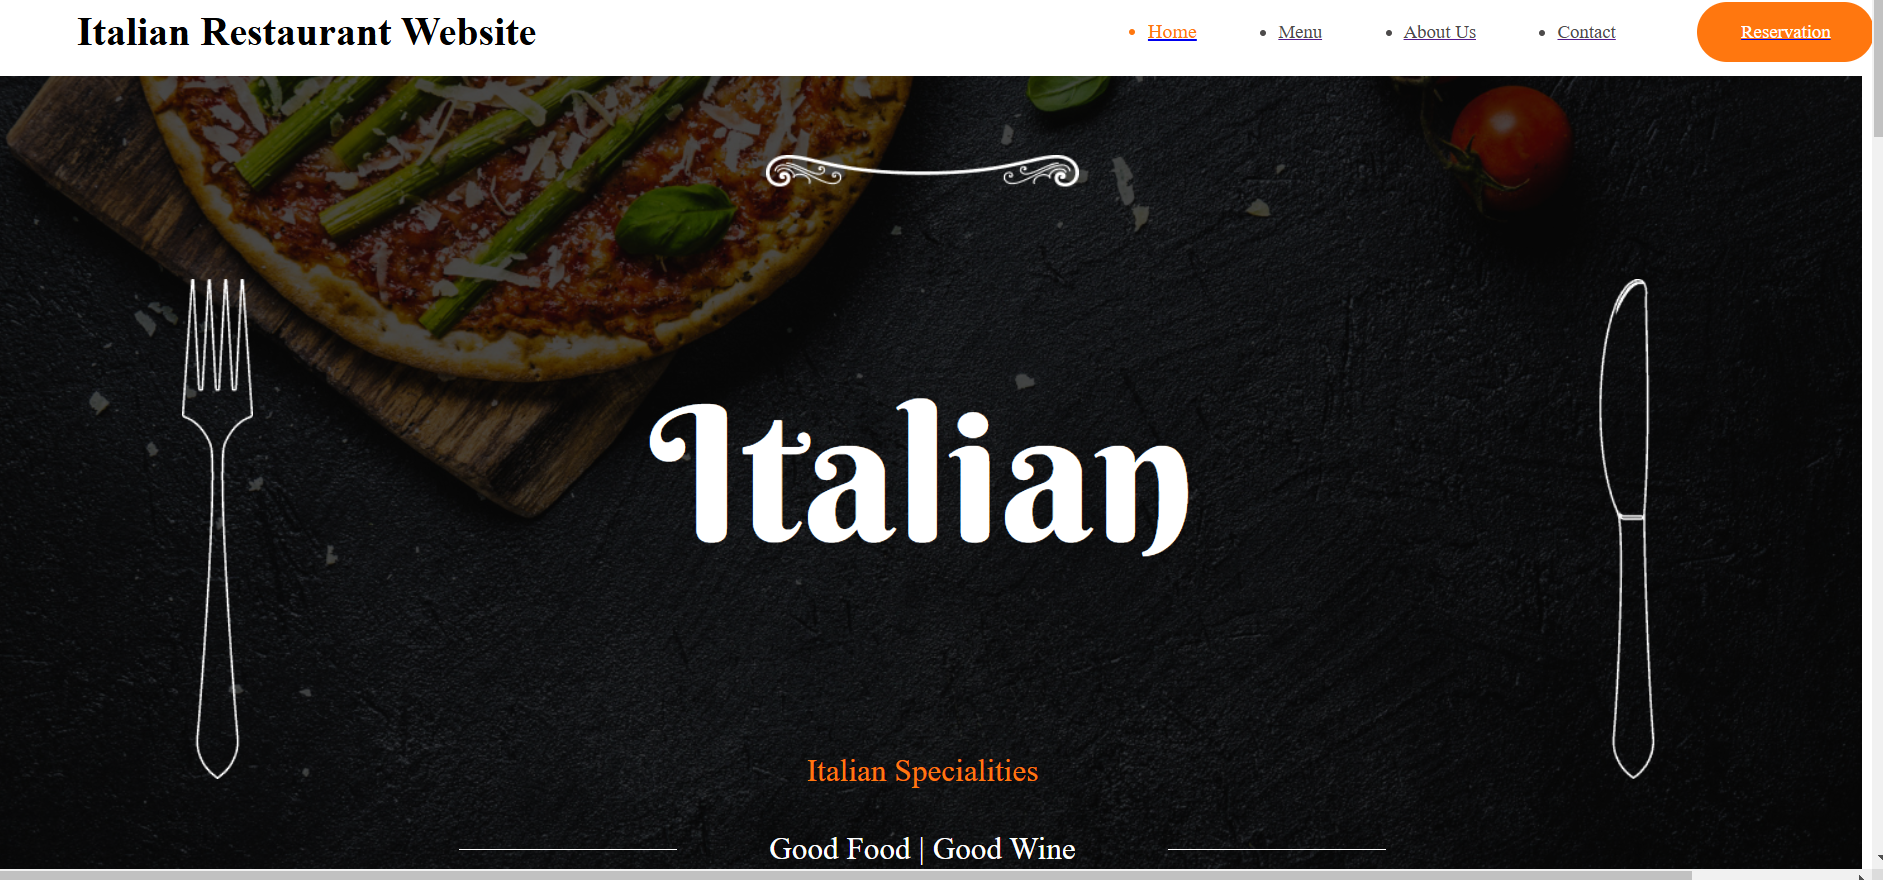 Italian Restaurant Website
Home
Menu
About Us
Contact
Reservation
Italian
Italian Specialities
Good Food | Good Wine